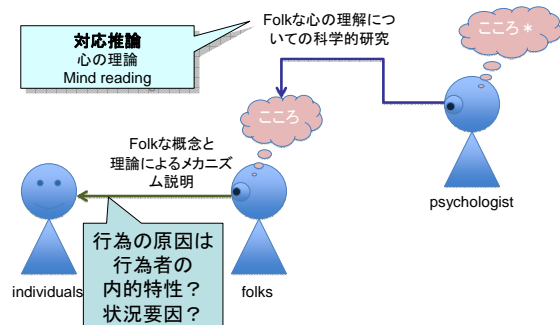 対応推論
心の理論
Mind reading
Folkな心の理解につ
いての科学的研究
こころ*
こころ
Folkな概念と
理論によるメカニズ
ム説明
psychologist
行為の原因は
行為者の
内的特性?
状況要因?
individuals
folks